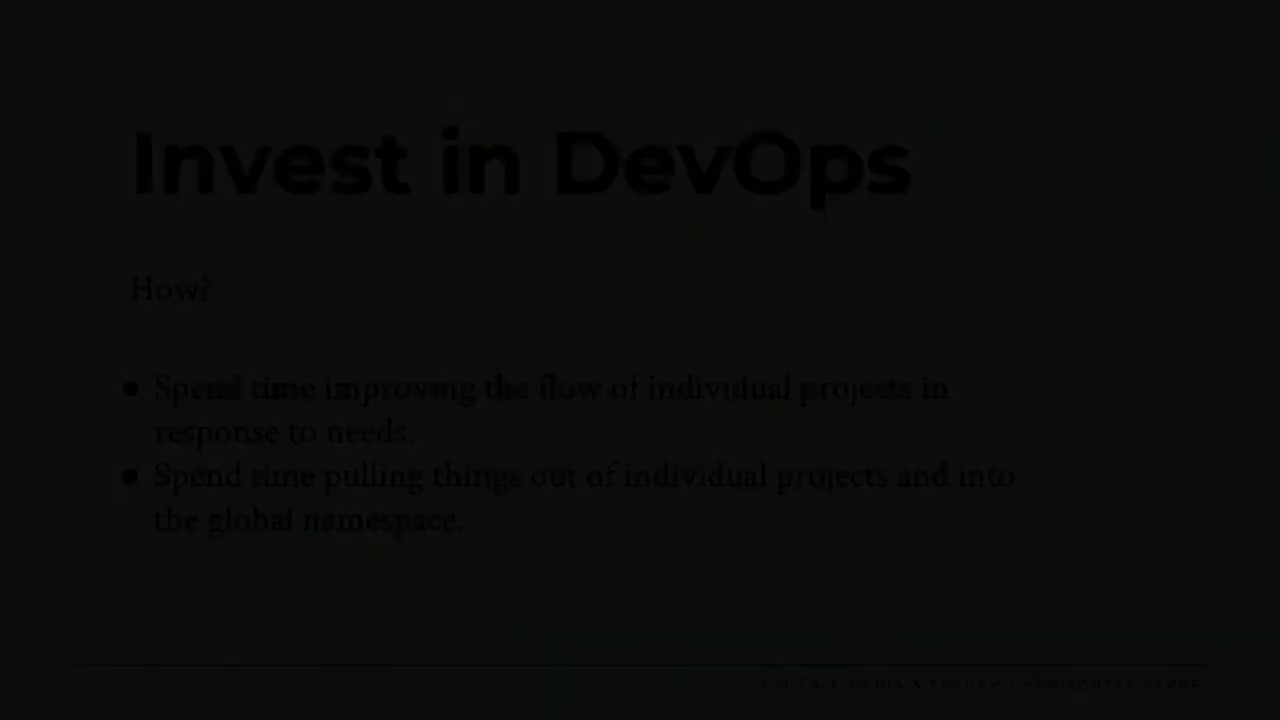 Invest in DevOps
How?
• Spend time improving the flow of individual projects in
response to needs.
• Spend time pulling things out of individual projects and into
the global namespace.